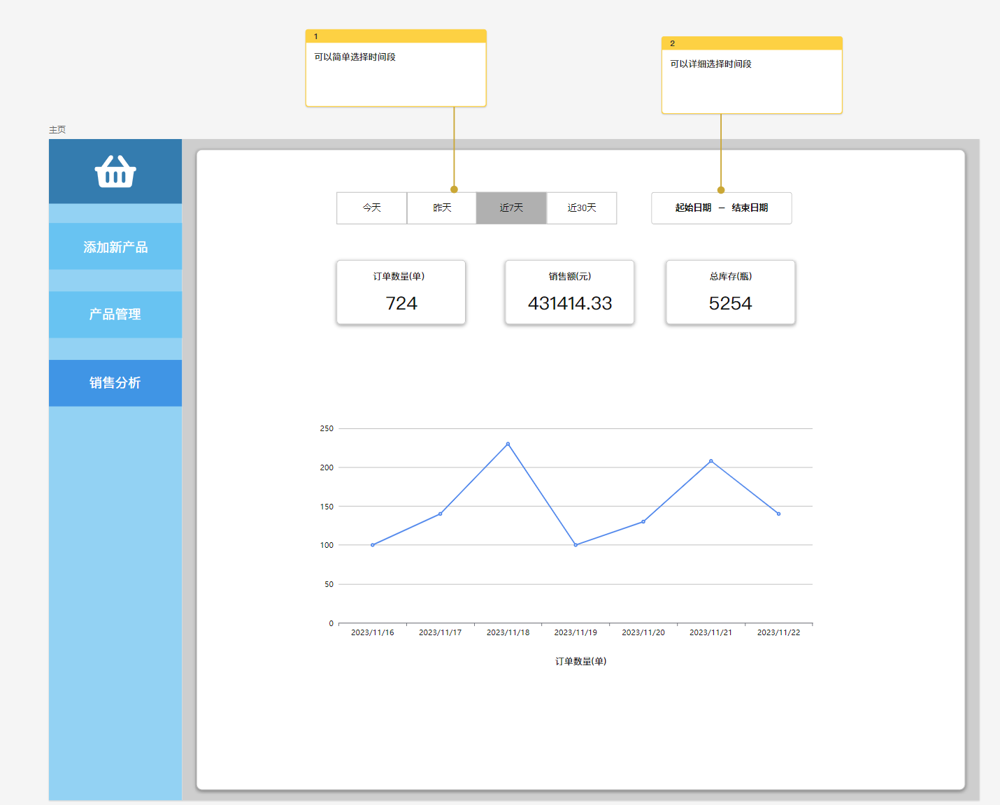 1
可以简单选择时间段
2
可以详细选择时间段
主页
添加新产品
产品管理
销售分析
今天 昨天 近7天 近30天
起始日期 － 结束日期
订单数量(单)
724
销售额(元)
431414.33
总库存(瓶)
5254
250
200
150
100
50
0
2023/11/16 2023/11/17 2023/11/18 2023/11/19 2023/11/20 2023/11/21 2023/11/22
订单数量(单)